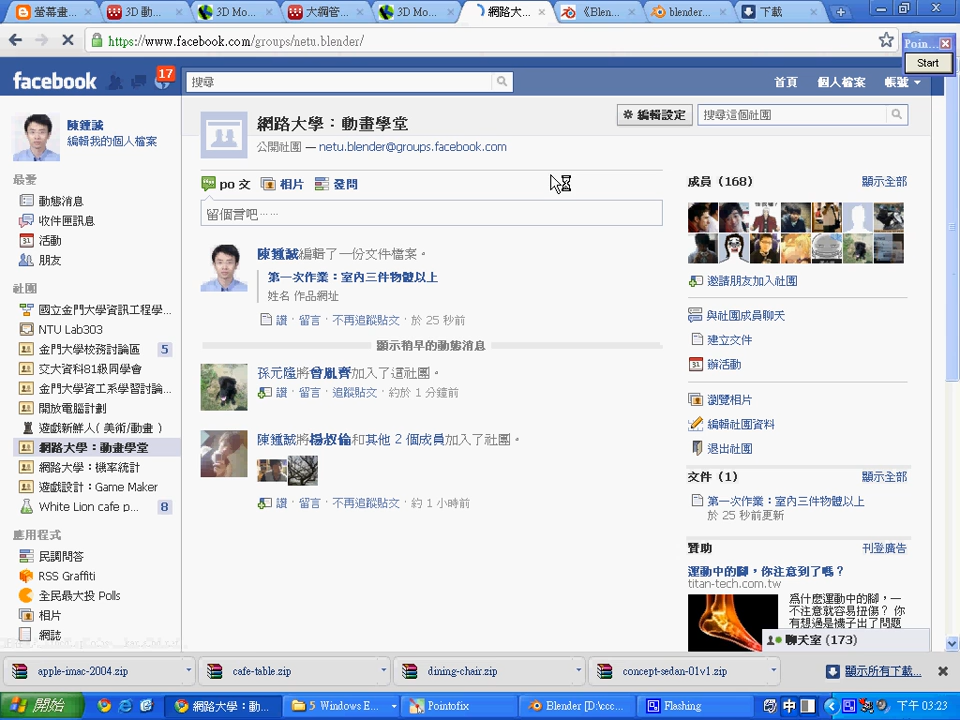 螢幕畫...
3D 動...
3D Mo...
大綱管...
3D Mo...
網路大...
《Blen...
blender...
下載
https://www.facebook.com/groups/netu.blender/
Poin...
Start
facebook
17
搜尋
首頁
個人檔案
帳號
陳鍾誠
編輯我的個人檔案
最愛
動態消息
收件匣訊息
活動
朋友
社團
國立金門大學資訊工程學...
NTU Lab303
金門大學校務討論區
5
交大資科81級同學會
金門大學資工系學習討論...
開放電腦計劃
遊戲新鮮人( 美術/動畫 )
網路大學：動畫學堂
網路大學：機率統計
遊戲設計：Game Maker
White Lion cafe p...
8
應用程式
民調問答
RSS Graffiti
全民最大投 Polls
相片
網誌
網路大學：動畫學堂
公開社團 — netu.blender@groups.facebook.com
編輯設定
搜尋這個社團
po 文
相片
發問
留個言吧……
陳鍾誠編輯了一份文件檔案。
第一次作業：室內三件物體以上
姓名 作品網址
讚 · 留言 · 不再追蹤貼文 · 於 25 秒前
顯示稍早的動態消息
孫元隆將曾胤齊加入了這社團。
讚 · 留言 · 追蹤貼文 · 約於 1 分鐘前
陳鍾誠將楊叔倫和其他 2 個成員加入了社團。
讚 · 留言 · 不再追蹤貼文 · 約 1 小時前
成員 (168)
顯示全部
邀請朋友加入社團
與社團成員聊天
建立文件
辦活動
瀏覽相片
編輯社團資料
退出社團
文件 (1)
顯示全部
第一次作業：室內三件物體以上
於 25 秒前更新
贊助
刊登廣告
運動中的腳，你注意到了嗎？
titan-tech.com.tw
為什麼運動中的腳，一
不注意就容易扭傷？ 你
有想過是襪子出了問題
聊天室 (173)
apple-imac-2004.zip
cafe-table.zip
dining-chair.zip
concept-sedan-01v1.zip
顯示所有下載...
開始
網路大學：動...
5 Windows E...
Pointofix
Blender [D:\ccc...
Flashing
中
下午 03:23